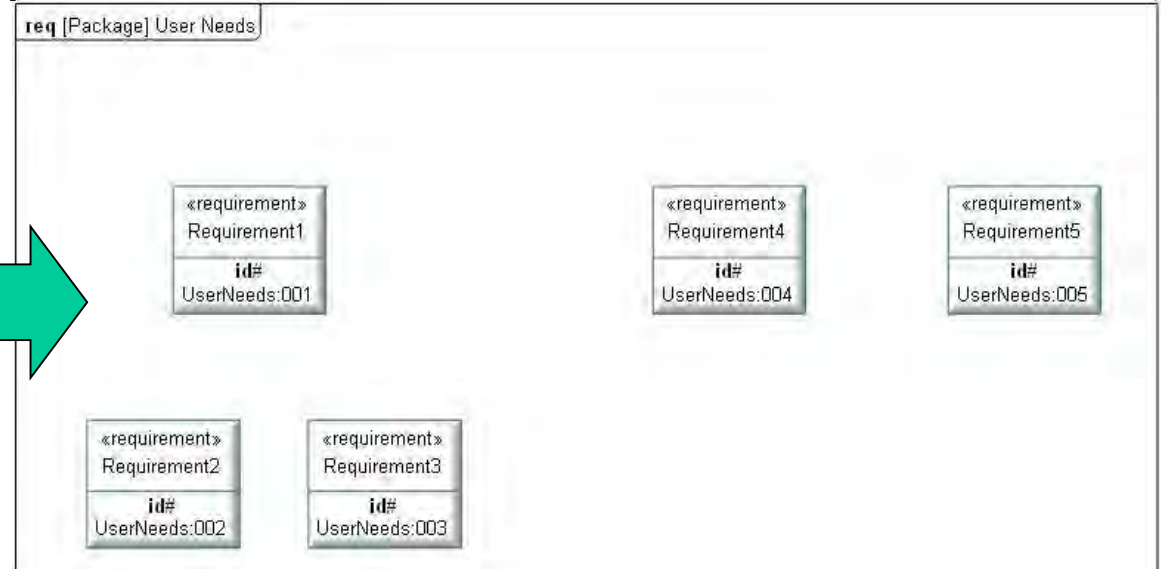 req [Package] User Needs
«requirement»
Requirement1
id#
UserNeeds:001
«requirement»
Requirement4
id#
UserNeeds:004
«requirement»
Requirement5
id#
UserNeeds:005
«requirement»
Requirement2
id#
UserNeeds:002
«requirement»
Requirement3
id#
UserNeeds:003